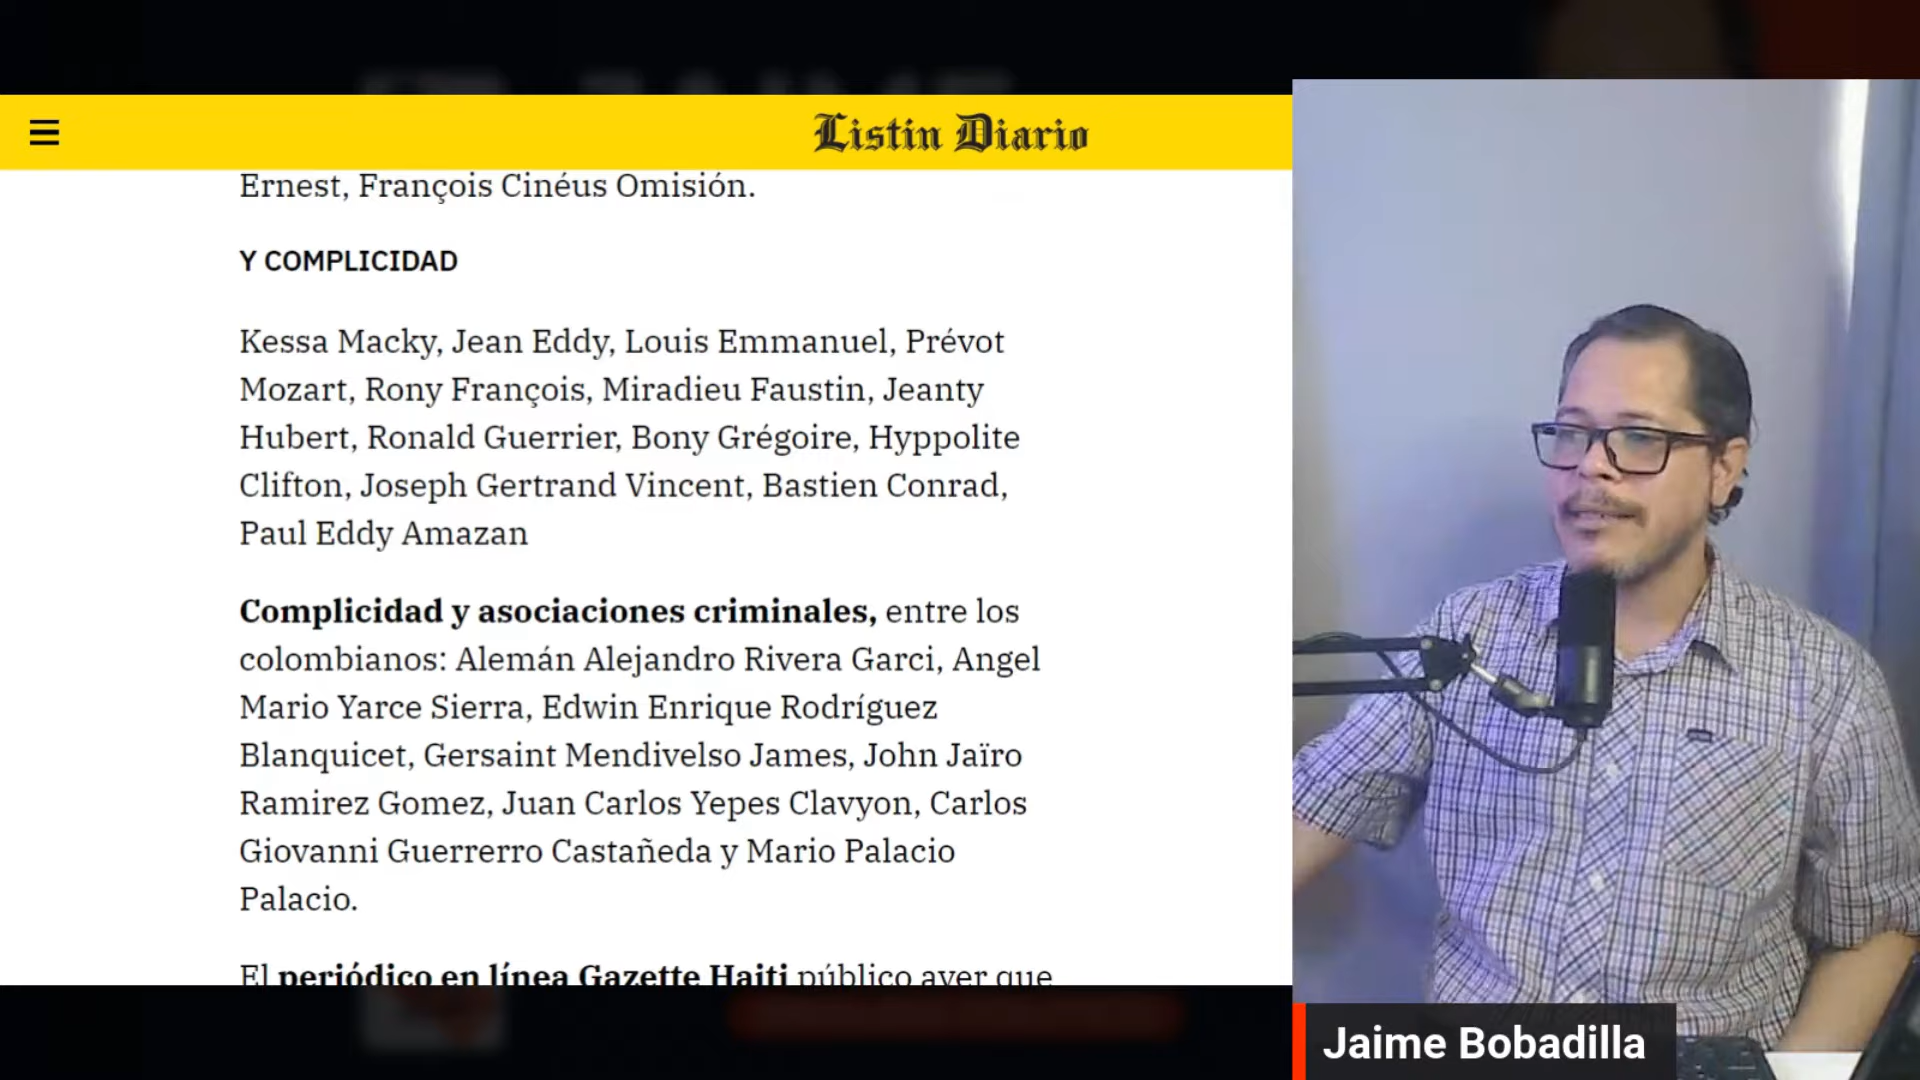 Listin Diario
Ernest, François Cinéus Omisión.
Y COMPLICIDAD
Kessa Macky, Jean Eddy, Louis Emmanuel, Prévot
Mozart, Rony François, Miradieu Faustin, Jeanty
Hubert, Ronald Guerrier, Bony Grégoire, Hyppolite
Clifton, Joseph Gertrand Vincent, Bastien Conrad,
Paul Eddy Amazan
Complicidad y asociaciones criminales, entre los
colombianos: Alemán Alejandro Rivera Garci, Angel
Mario Yarce Sierra, Edwin Enrique Rodríguez
Blanquicet, Gersaint Mendivelso James, John Jaïro
Ramirez Gomez, Juan Carlos Yepes Clavyon, Carlos
Giovanni Guerrerro Castañeda y Mario Palacio
Palacio.
El periódico en línea Gazette Haiti público ayer que
Jaime Bobadilla